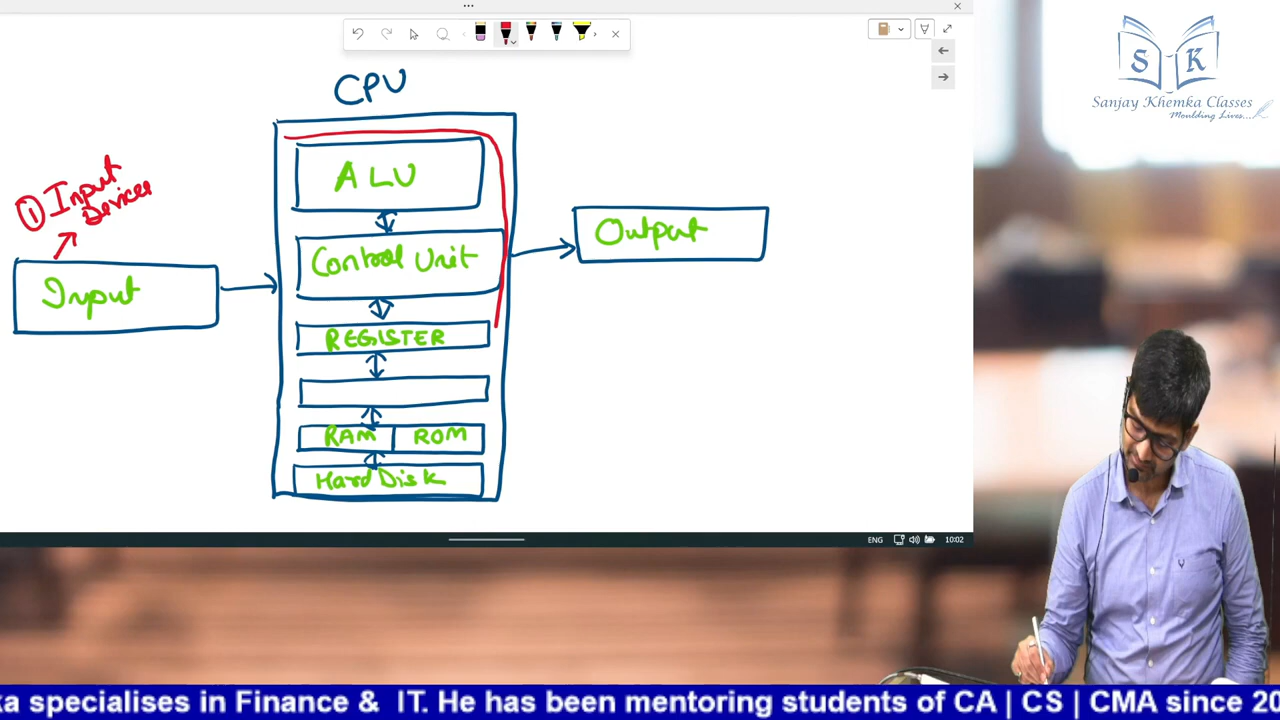 CPU
S K
Sanjay Khemka Classes
Moulding Lives....
① Input
Devices
ALU
Control Unit
Output
Input
REGISTER
RAM ROM
Hard Disk
ENG 10:02
ka specialises in Finance & IT. He has been mentoring students of CA | CS | CMA since 20